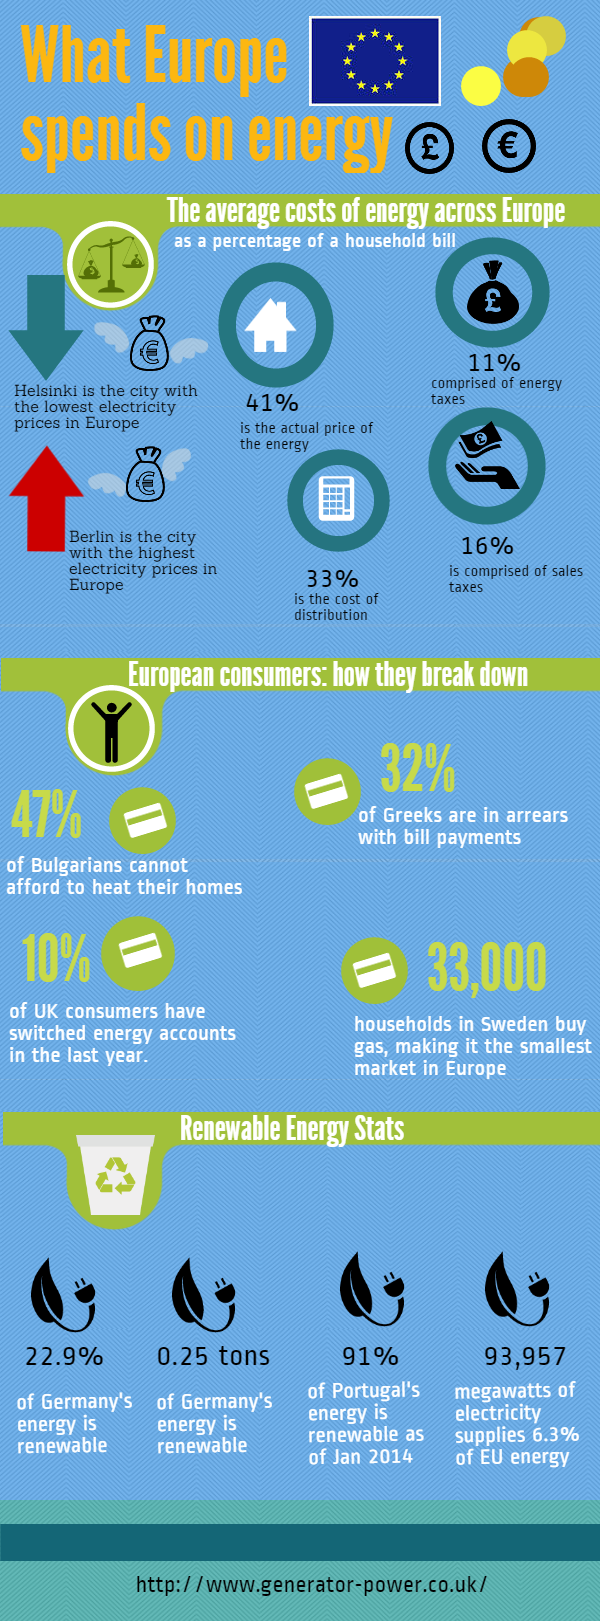 What Europe
spends on energy
£
€
The average costs of energy across Europe
as a percentage of a household bill
€
Helsinki is the city with
the lowest electricity
prices in Europe
€
Berlin is the city
with the highest
electricity prices in
Europe
41%
is the actual price of
the energy
£
11%
comprised of energy
taxes
33%
is the cost of
distribution
£
16%
is comprised of sales
taxes
European consumers: how they break down
47%
of Bulgarians cannot
afford to heat their homes
32%
of Greeks are in arrears
with bill payments
10%
of UK consumers have
switched energy accounts
in the last year.
33,000
households in Sweden buy
gas, making it the smallest
market in Europe
Renewable Energy Stats
22.9%
of Germany's
energy is
renewable
0.25 tons
of Germany's
energy is
renewable
91%
of Portugal's
energy is
renewable as
of Jan 2014
93,957
megawatts of
electricity
supplies 6.3%
of EU energy
http://www.generator-power.co.uk/